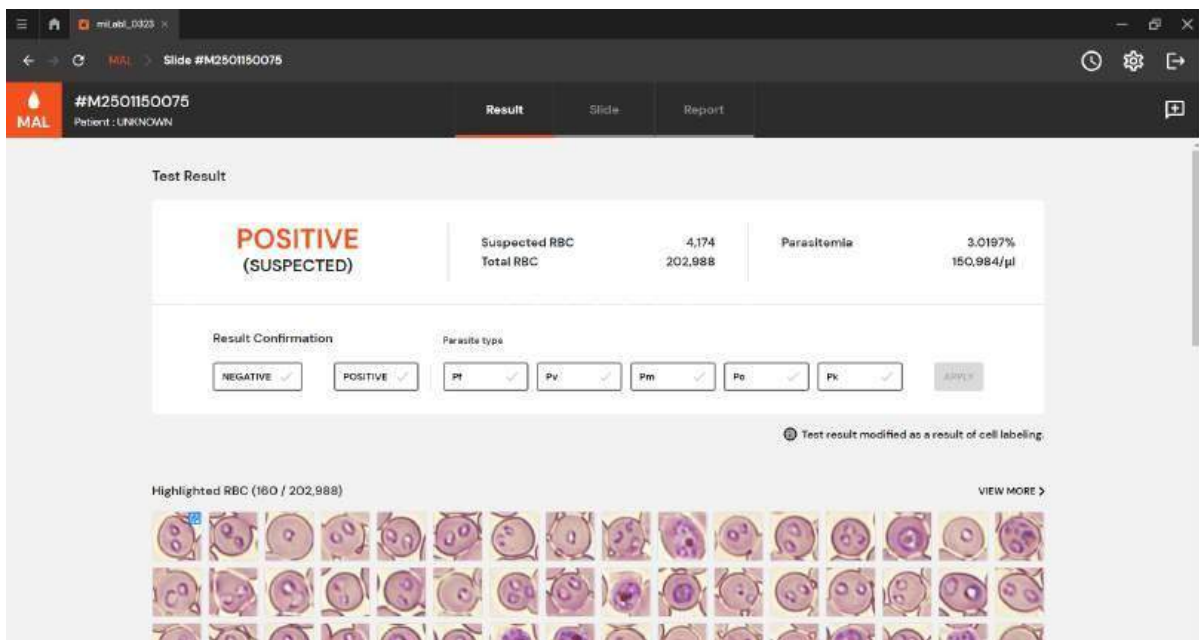 miLabl_0323
MAL > Slide #M2501150075
MAL
#M2501150075
Patient : UNKNOWN
Result
Slide
Report
Test Result
POSITIVE
(SUSPECTED)
Suspected RBC 4,174
Total RBC 202,988
Parasitemia 3.0197%
150,984/µl
Result Confirmation
Parasite type
NEGATIVE
POSITIVE
Pf
Pv
Pm
Po
Pk
APPLY
Test result modified as a result of cell labeling.
Highlighted RBC (160 / 202,988)
VIEW MORE >